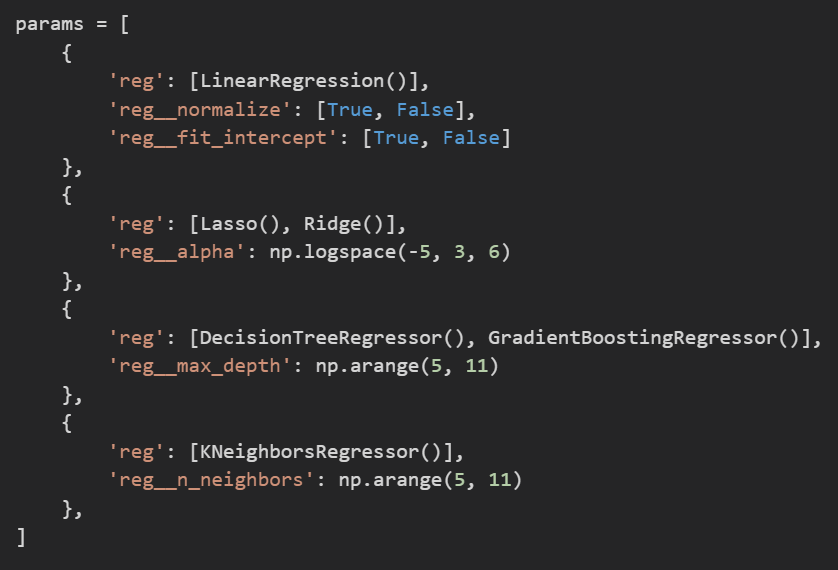 params = [
    {
        'reg': [LinearRegression()],
        'reg__normalize': [True, False],
        'reg__fit_intercept': [True, False]
    },
    {
        'reg': [Lasso(), Ridge()],
        'reg__alpha': np.logspace(-5, 3, 6)
    },
    {
        'reg': [DecisionTreeRegressor(), GradientBoostingRegressor()],
        'reg__max_depth': np.arange(5, 11)
    },
    {
        'reg': [KNeighborsRegressor()],
        'reg__n_neighbors': np.arange(5, 11)
    },
]